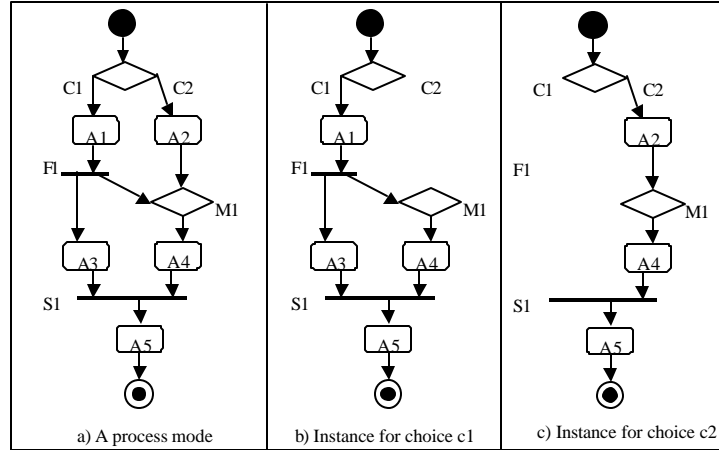 C1
C2
A1
A2
F1
M1
A3
A4
S1
A5
a) A process mode
C1
C2
A1
F1
M1
A3
A4
S1
A5
b) Instance for choice c1
C1
C2
A2
F1
M1
A4
S1
A5
c) Instance for choice c2